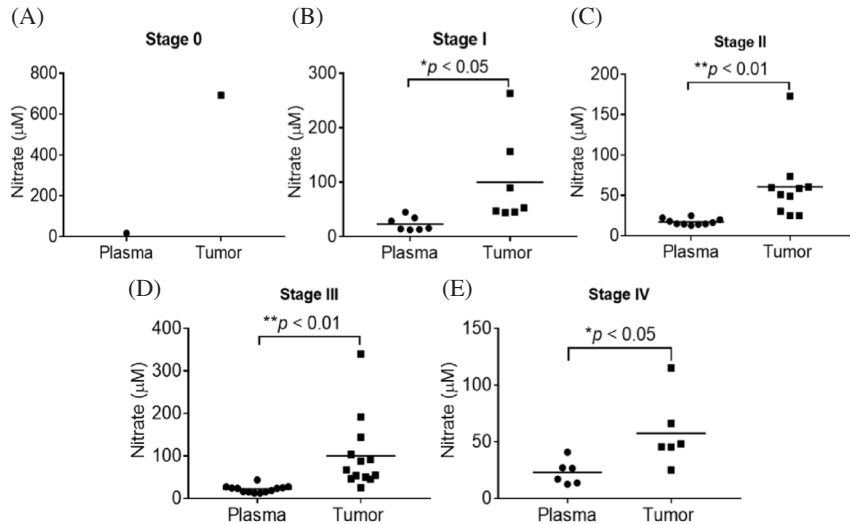 (A)
Stage 0
Nitrate (μM)
800
600
400
200
0
Plasma
Tumor
(B)
Stage I
*p < 0.05
Nitrate (μM)
300
200
100
0
Plasma
Tumor
(C)
Stage II
**p < 0.01
Nitrate (μM)
200
150
100
50
0
Plasma
Tumor
(D)
Stage III
**p < 0.01
Nitrate (μM)
400
300
200
100
0
Plasma
Tumor
(E)
Stage IV
*p < 0.05
Nitrate (μM)
150
100
50
0
Plasma
Tumor